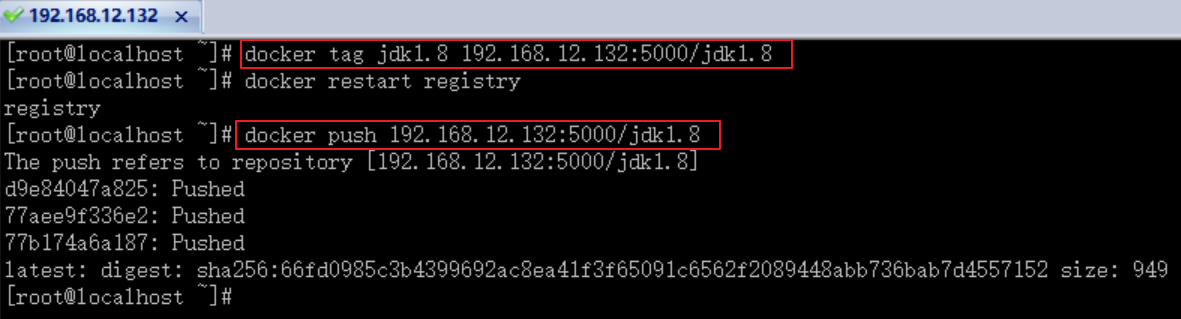 192.168.12.132 ×
[root@localhost ~]# docker tag jdk1.8 192.168.12.132:5000/jdk1.8
[root@localhost ~]# docker restart registry
registry
[root@localhost ~]# docker push 192.168.12.132:5000/jdk1.8
The push refers to repository [192.168.12.132:5000/jdk1.8]
d9e84047a825: Pushed
77aee9f336e2: Pushed
77b174a6a187: Pushed
latest: digest: sha256:66fd0985c3b4399692ac8ea41f3f65091c6562f2089448abb736bab7d4557152 size: 949
[root@localhost ~]#